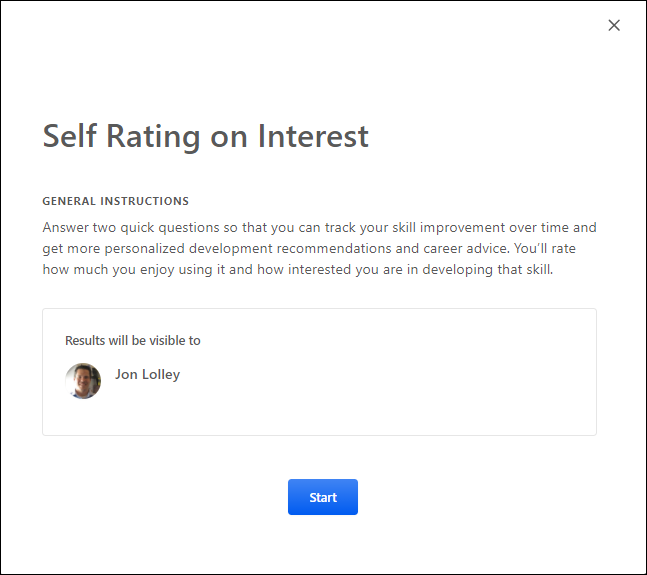 Self Rating on Interest
GENERAL INSTRUCTIONS
Answer two quick questions so that you can track your skill improvement over time and
get more personalized development recommendations and career advice. You’ll rate
how much you enjoy using it and how interested you are in developing that skill.
Results will be visible to
Jon Lolley
Start